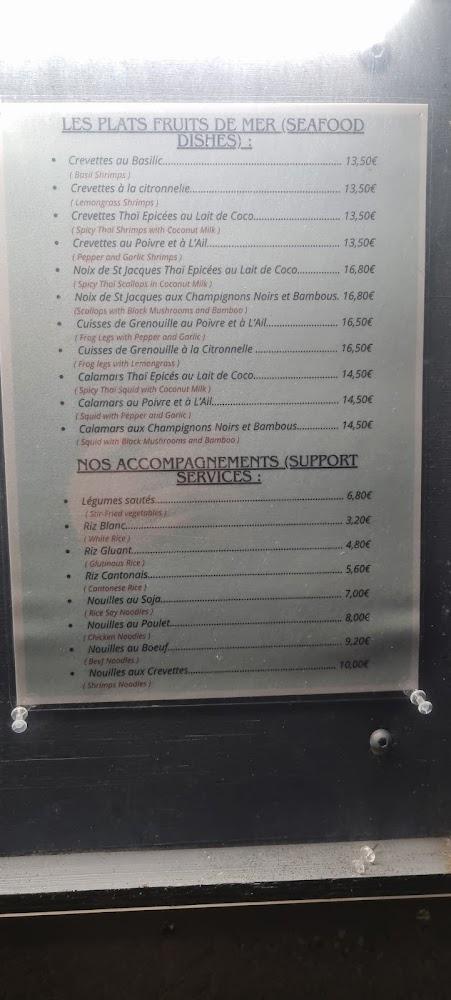 LES PLATS FRUITS DE MER (SEAFOOD
DISHES) :
• Crevettes au Basilic........ 13,50€
( Basil Shrimps )
• Crevettes à la citronnelle........ 13,50€
( Lemongrass Shrimps )
• Crevettes Thaï Epicées au Lait de Coco........ 13,50€
( Spicy Thaï Shrimps with Coconut Milk )
• Crevettes au Poivre et à L'Ail........ 13,50€
( Pepper and Garlic Shrimps )
• Noix de St Jacques Thaï Epicées au Lait de Coco........ 16,80€
( Spicy Thaï Scallops in Coconut Milk )
• Noix de St Jacques aux Champignons Noirs et Bambous. 16,80€
(Scallops with Black Mushrooms and Bamboo )
• Cuisses de Grenouille au Poivre et à L'Ail........ 16,50€
( Frog Legs with Pepper and Garlic )
• Cuisses de Grenouille à la Citronnelle ........ 16,50€
( Frog legs with Lemongrass )
• Calamars Thaï Epicés au Lait de Coco........ 14,50€
( Spicy Thaï Squid with Coconut Milk )
• Calamars au Poivre et à L'Ail........ 14,50€
( Squid with Pepper and Garlic )
• Calamars aux Champignons Noirs et Bambous........ 14,50€
( Squid with Black Mushrooms and Bamboo )
NOS ACCOMPAGNEMENTS (SUPPORT
SERVICES :
• Légumes sautés........ 6,80€
( Stir-Fried vegetables )
• Riz Blanc........ 3,20€
( White Rice )
• Riz Gluant........ 4,80€
( Glutinous Rice )
• Riz Cantonais........ 5,60€
( Cantonese Rice )
• Nouilles au Soja........ 7,00€
( Rice Soy Noodles )
• Nouilles au Poulet........ 8,00€
( Chicken Noodles )
• Nouilles au Boeuf........ 9,20€
( Beef Noodles )
• Nouilles aux Crevettes........ 10,00€
( Shrimps Noodles )